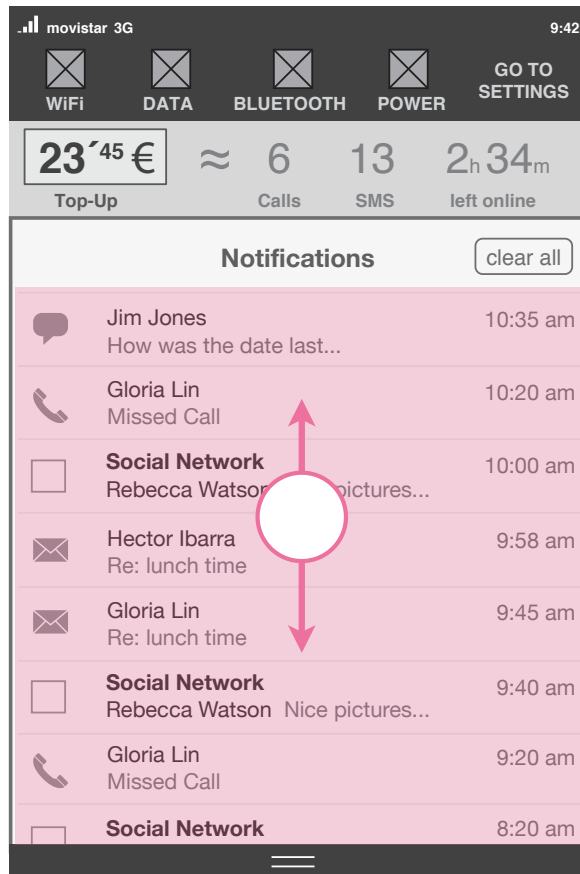 movistar 3G 9:42
WiFi DATA BLUETOOTH POWER GO TO SETTINGS
23´45 € ≈ 6 13 2h 34m
Top-Up Calls SMS left online
Notifications clear all
Jim Jones 10:35 am
How was the date last...
Gloria Lin 10:20 am
Missed Call
Social Network 10:00 am
Rebecca Watson pictures...
Hector Ibarra 9:58 am
Re: lunch time
Gloria Lin 9:45 am
Re: lunch time
Social Network 9:40 am
Rebecca Watson Nice pictures...
Gloria Lin 9:20 am
Missed Call
Social Network 8:20 am